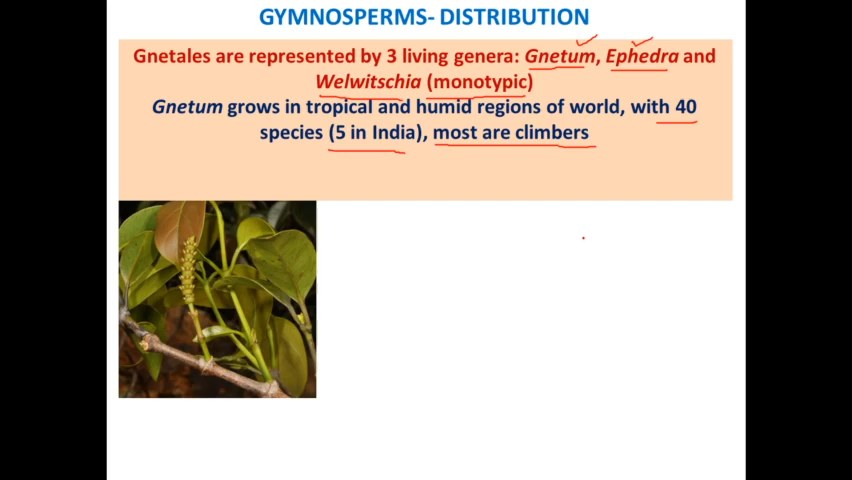 GYMNOSPERMS- DISTRIBUTION
Gnetales are represented by 3 living genera: Gnetum, Ephedra and
Welwitschia (monotypic)
Gnetum grows in tropical and humid regions of world, with 40
species (5 in India), most are climbers